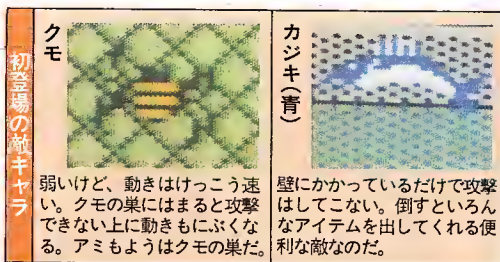 初登場の敵キャラ
クモ
弱いけど、動きはけっこう速
い。クモの巣にはまると攻撃
できない上に動きもにぶくな
る。アミもようはクモの巣だ。
カジキ(青)
壁にかかっているだけで攻撃
はしてこない。倒すといろん
なアイテムを出してくれる便
利な敵なのだ。